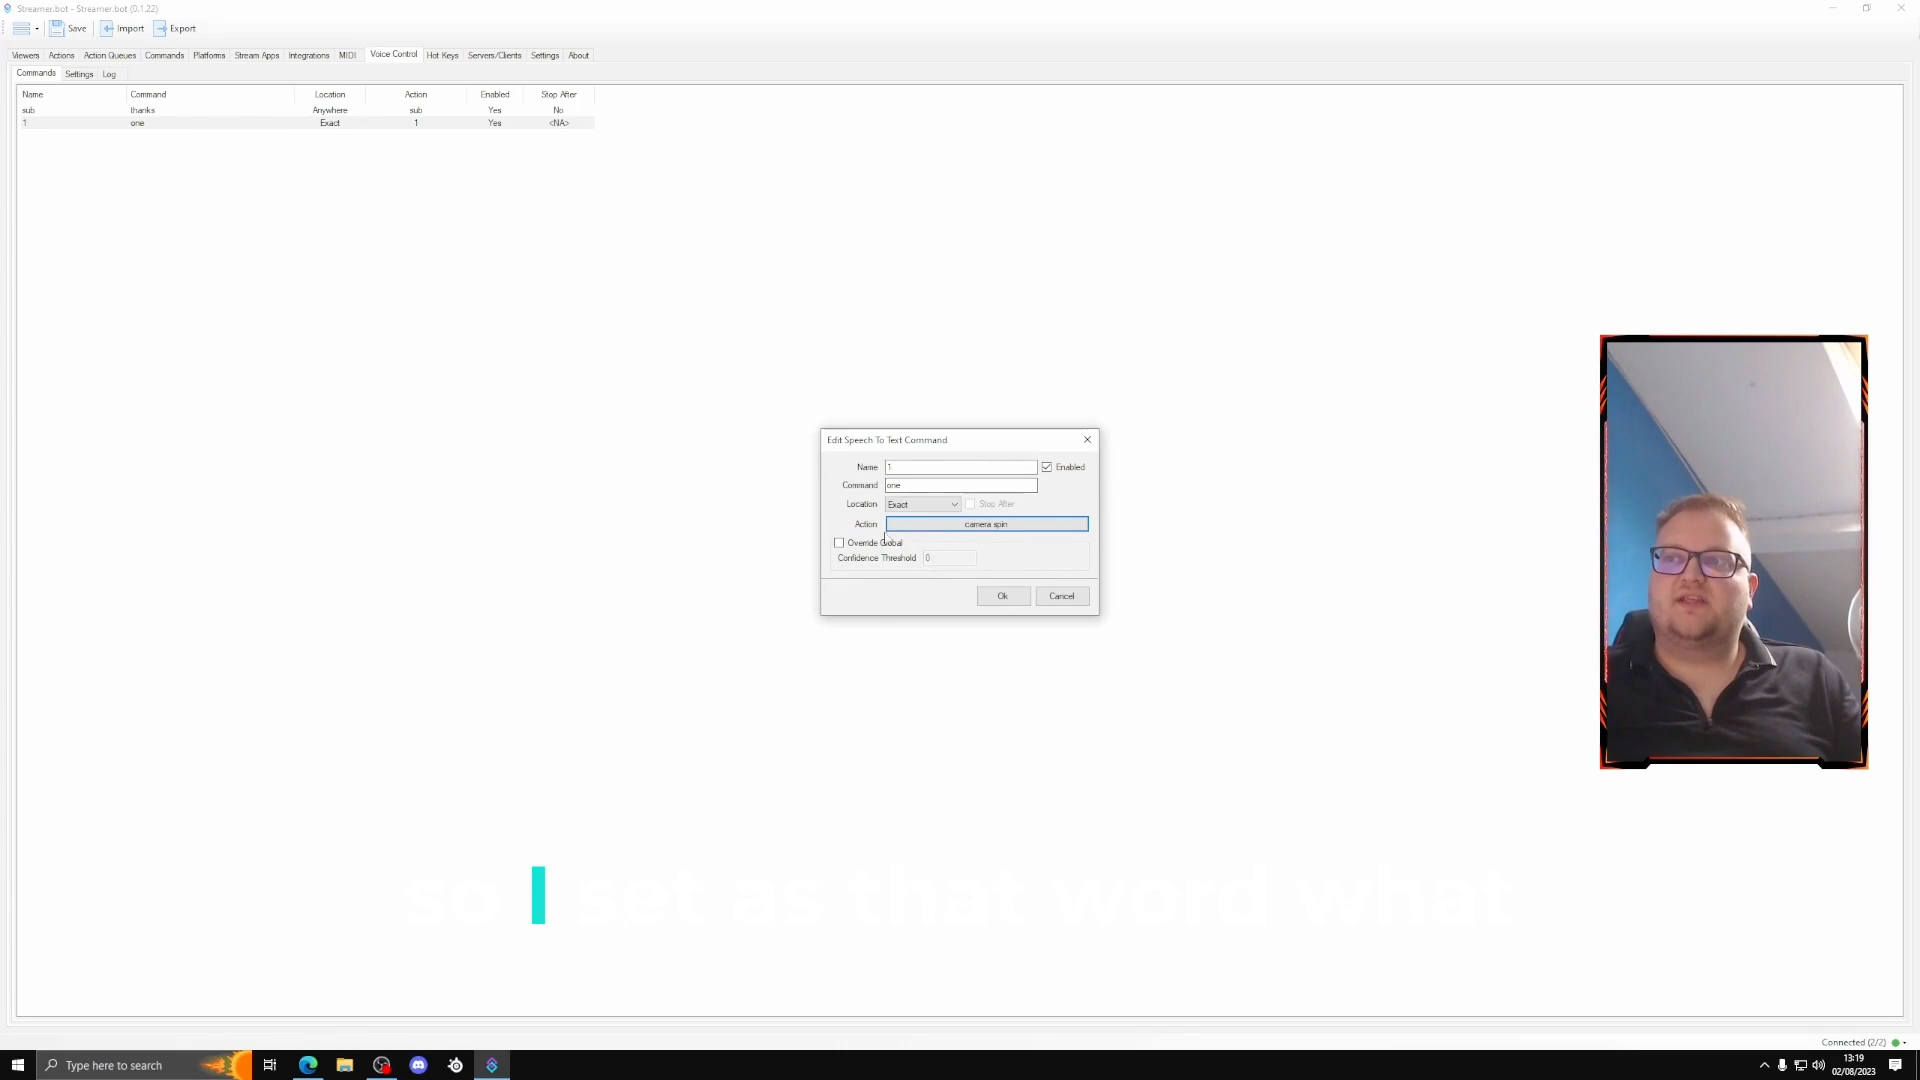 Streamer.bot - Streamer.bot (0.1.22)
Save Import Export
Viewers Actions Action Queues Commands Platforms Stream Apps Integrations MIDI Voice Control Hot Keys Servers/Clients Settings About
Commands Settings Log
Name Command Location Action Enabled Stop After
sub thanks Anywhere sub Yes No
1 one Exact 1 Yes <NA>
Edit Speech To Text Command
Name 1 Enabled
Command one
Location Exact Stop After
Action camera spin
Override Global
Confidence Threshold 0
Ok Cancel
so I set as that word what
Connected (2/2)
Type here to search
13:19
02/08/2023